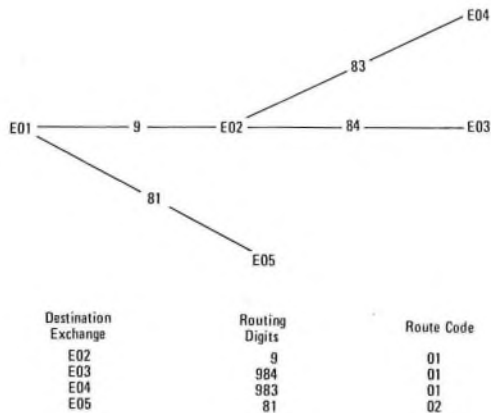 E04
83
E01 9 E02 84 E03
81
E05
Destination Exchange Routing Digits Route Code
E02 9 01
E03 984 01
E04 983 01
E05 81 02